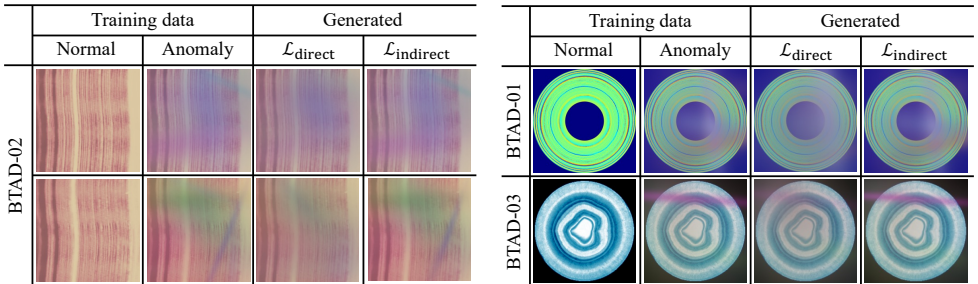 Training data Generated
Normal Anomaly ℒdirect ℒindirect
BTAD-02
Training data Generated
Normal Anomaly ℒdirect ℒindirect
BTAD-01
BTAD-03